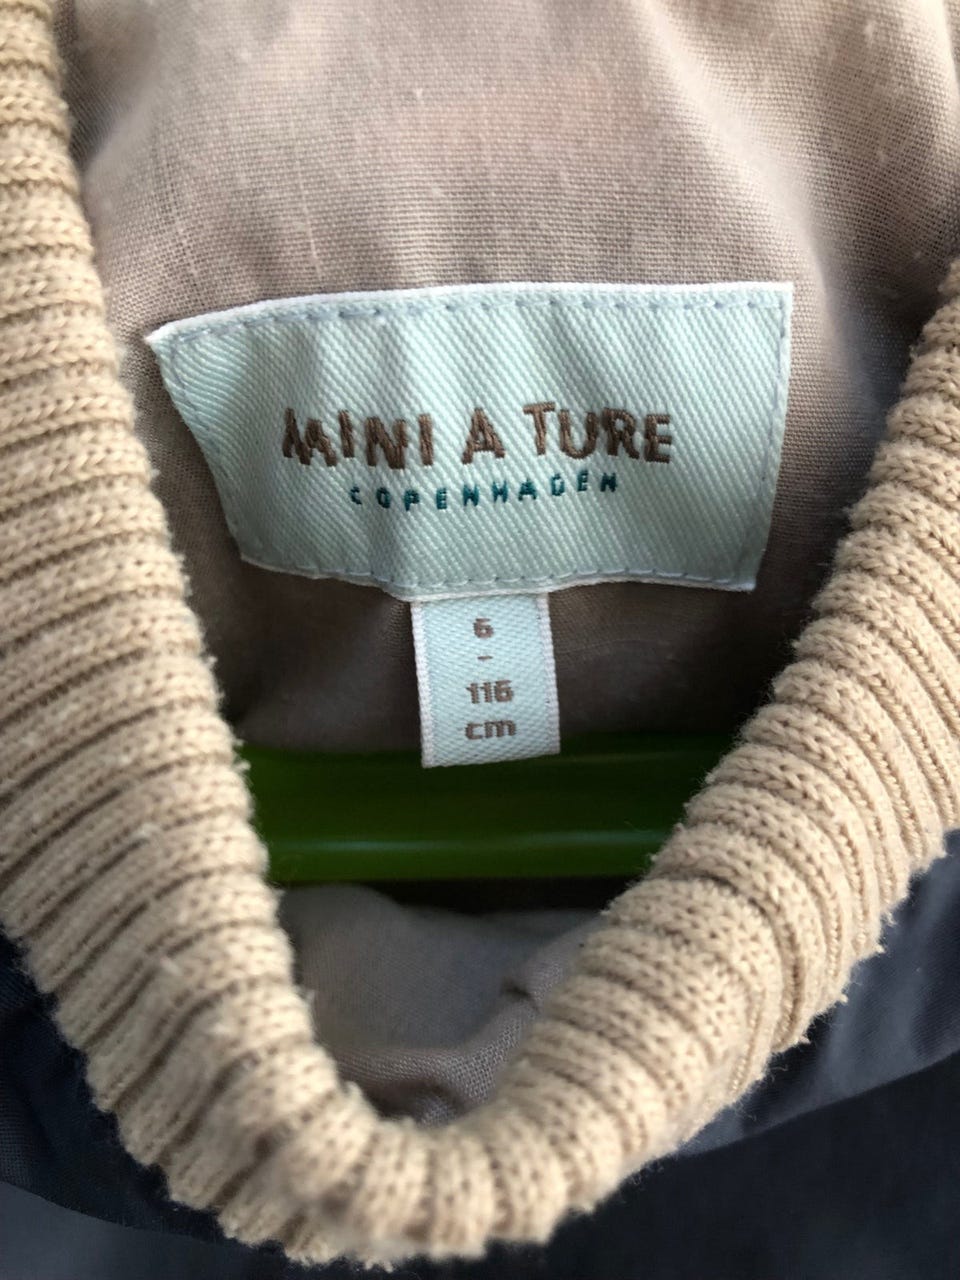 MINI A TURE
COPENHAGEN
6
-
116
cm